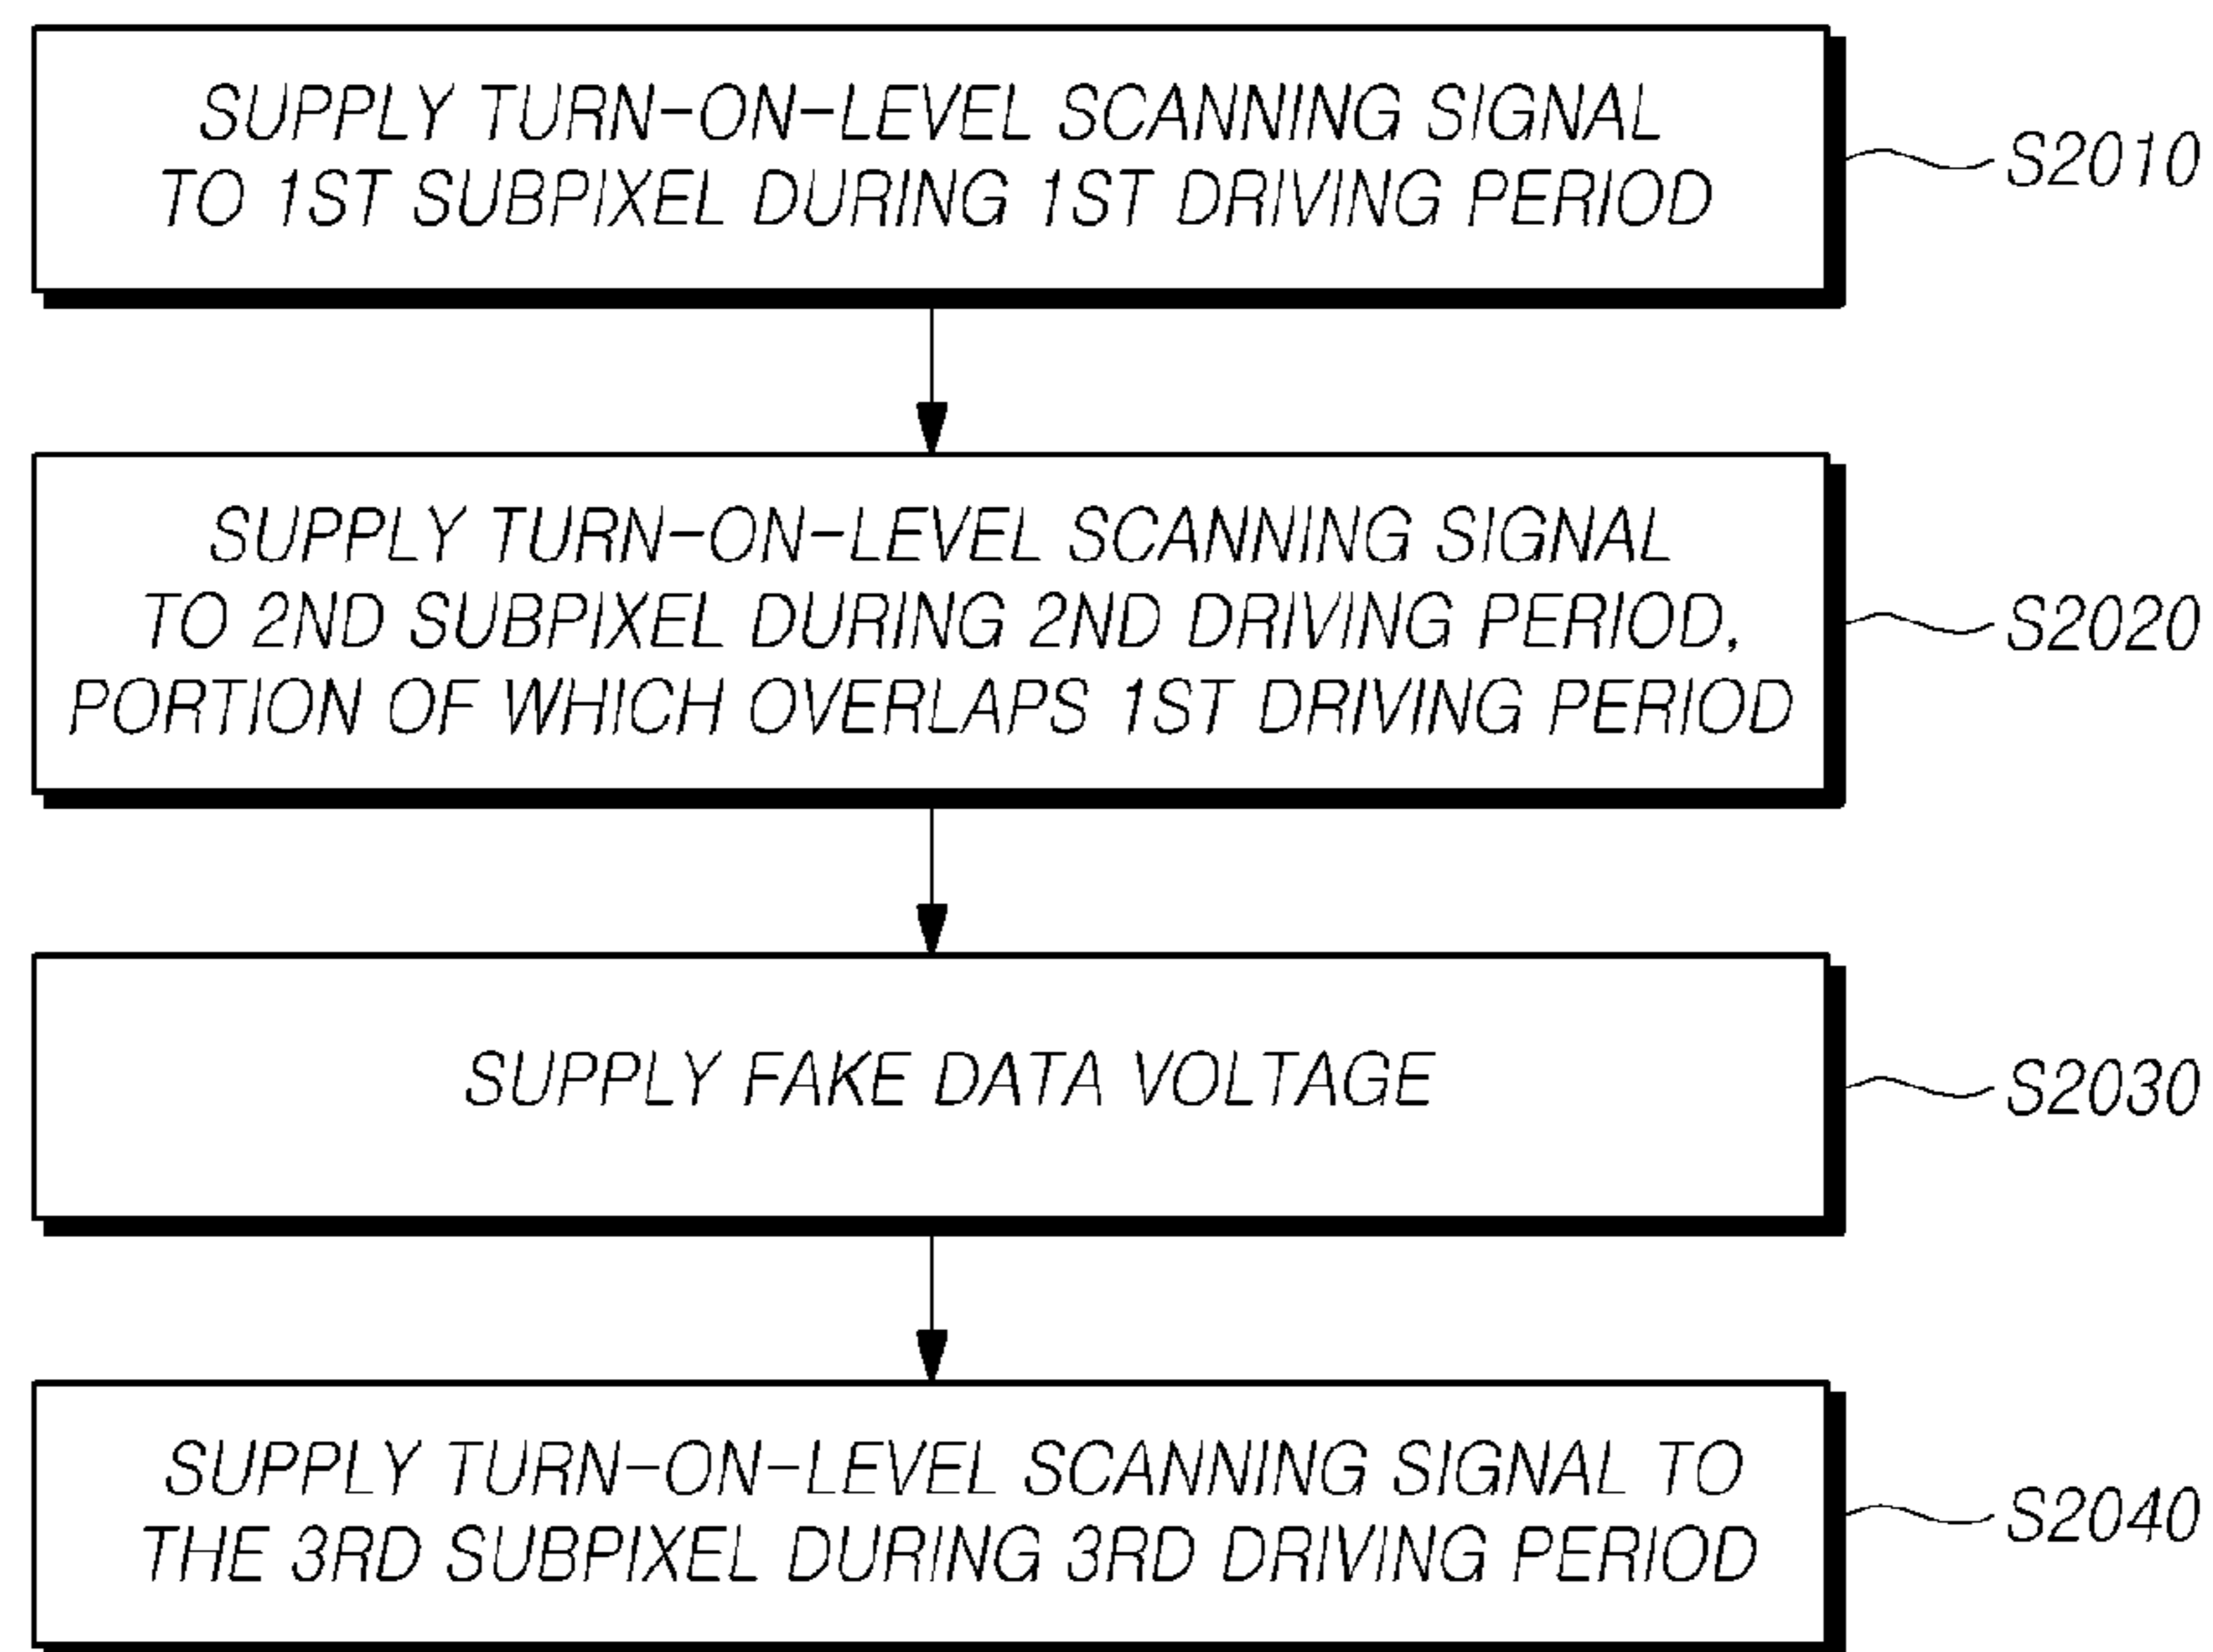 SUPPLY TURN-ON-LEVEL SCANNING SIGNAL
TO 1ST SUBPIXEL DURING 1ST DRIVING PERIOD
S2010
SUPPLY TURN-ON-LEVEL SCANNING SIGNAL
TO 2ND SUBPIXEL DURING 2ND DRIVING PERIOD,
PORTION OF WHICH OVERLAPS 1ST DRIVING PERIOD
S2020
SUPPLY FAKE DATA VOLTAGE
S2030
SUPPLY TURN-ON-LEVEL SCANNING SIGNAL TO
THE 3RD SUBPIXEL DURING 3RD DRIVING PERIOD
S2040